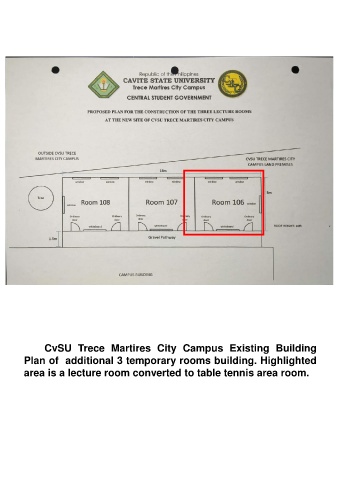 Republic of the Philippines
CAVITE STATE UNIVERSITY
Trece Martires City Campus
CENTRAL STUDENT GOVERNMENT
PROPOSED PLAN FOR THE CONSTRUCTION OF THE THREE LECTURE ROOMS
AT THE NEW SITE OF CVSU TRECE MARTIRES CITY CAMPUS
OUTSIDE CVSU TRECE
MARTIRES CITY CAMPUS
CVSU TRECE MARTIRES CITY
CAMPUS LAND PREMISES
Tree
Room 108
Room 107
Room 106
Gravel Pathway
CAMPUS BUILDING
CvSU Trece Martires City Campus Existing Building
Plan of additional 3 temporary rooms building. Highlighted
area is a lecture room converted to table tennis area room.